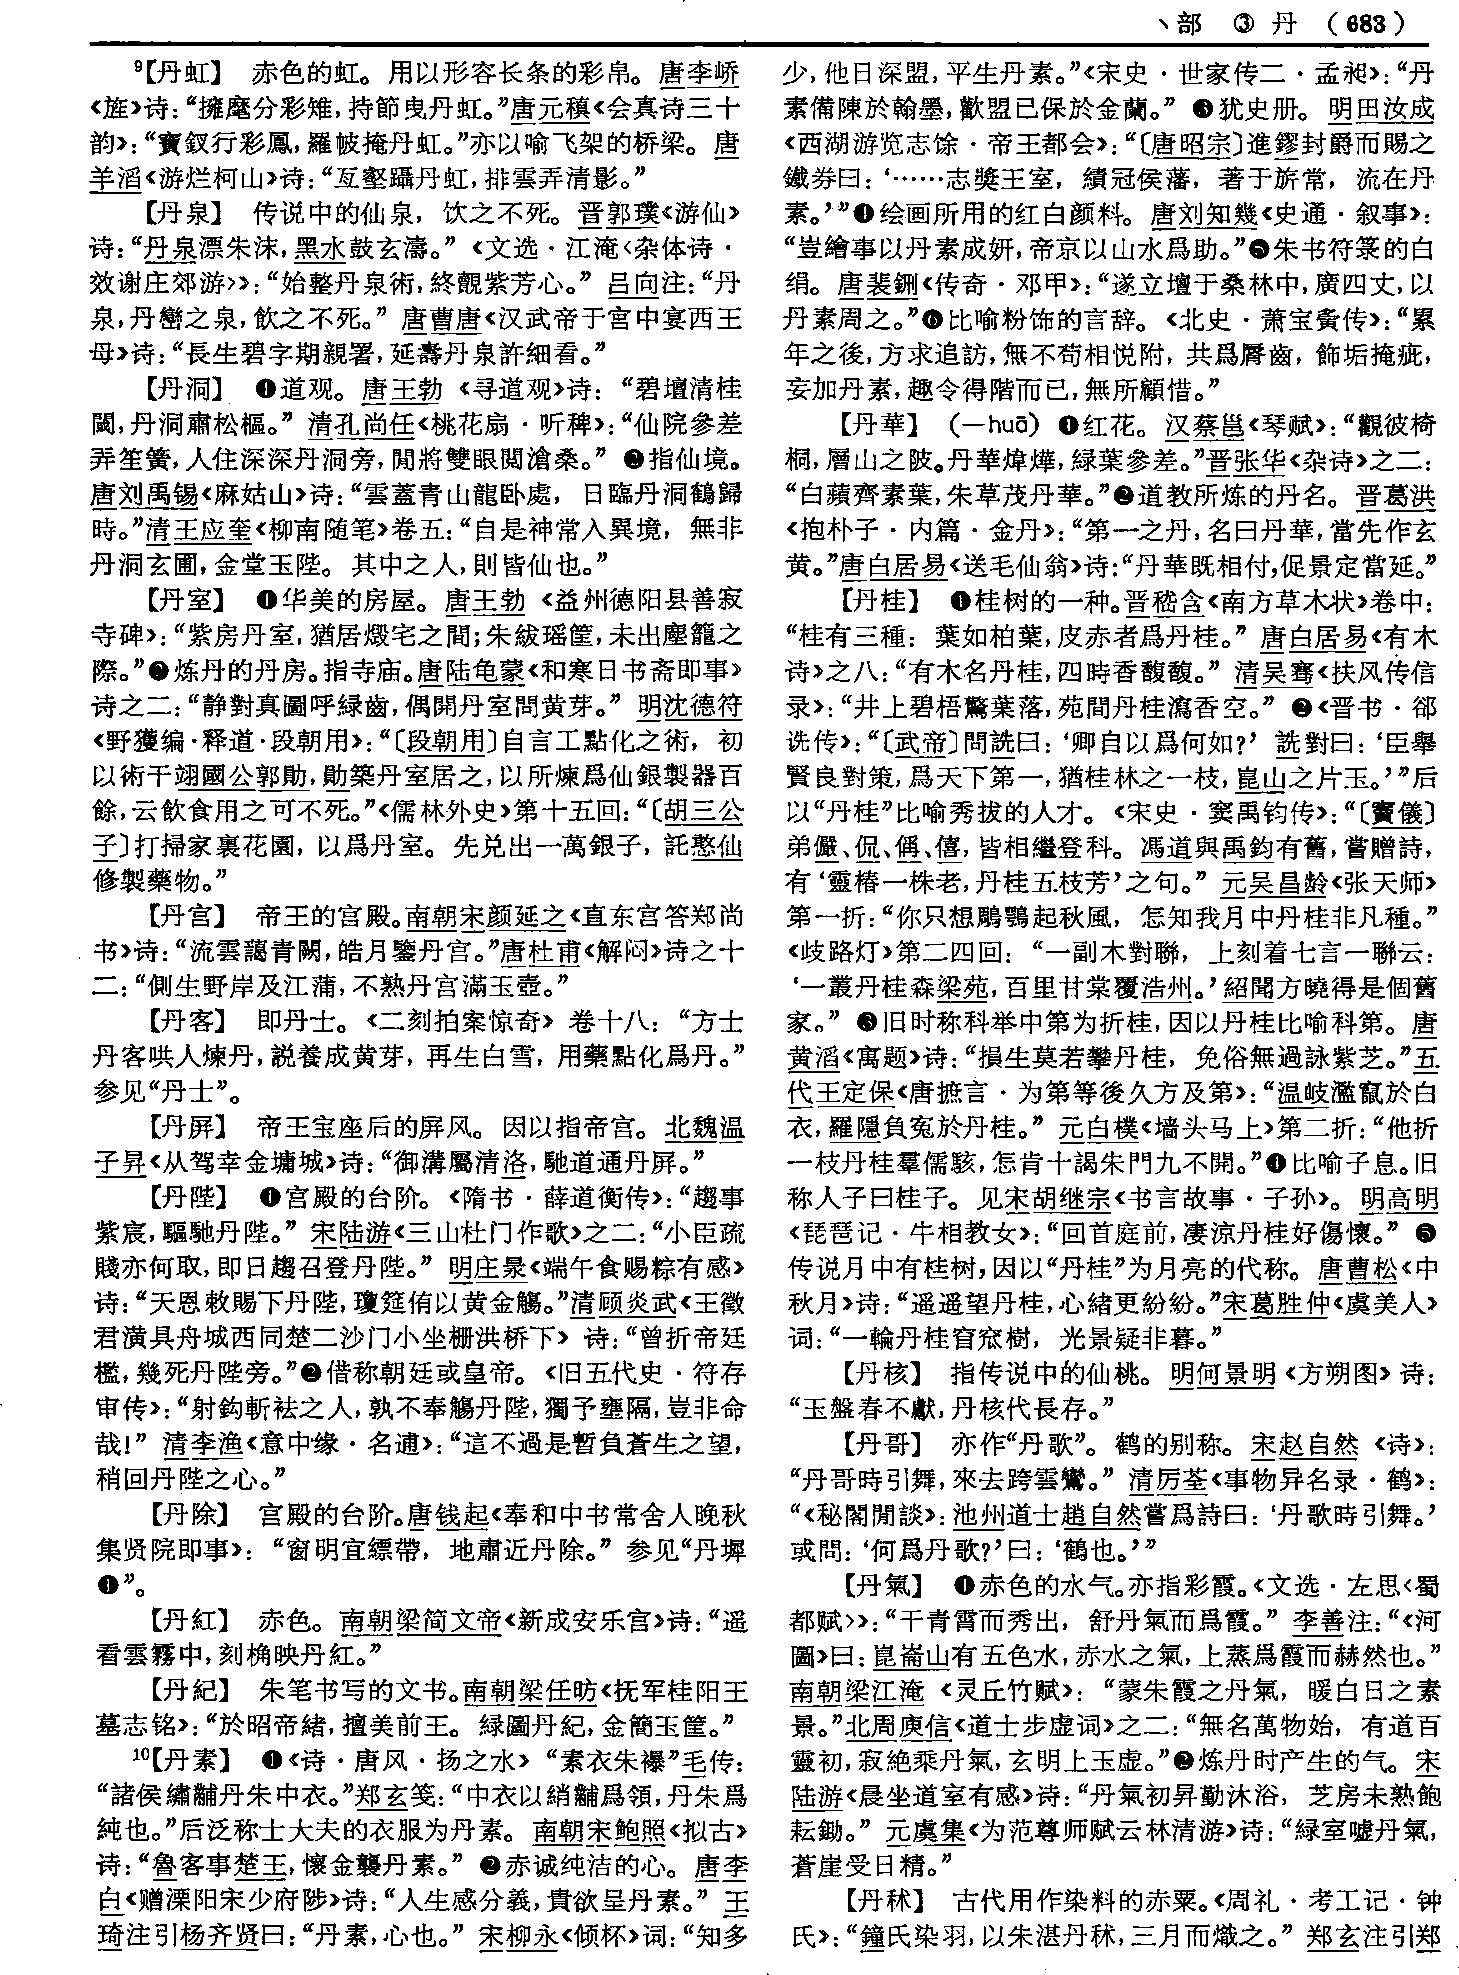 丶部 ③ 丹 （683）
⁹【丹虹】 赤色的虹。用以形容长条的彩帛。唐李峤
《旌》诗：“擁麾分彩雉，持節曳丹虹。”唐元稹《会真诗三十
韵》：“寶釵行彩鳳，羅帔掩丹虹。”亦以喻飞架的桥梁。唐
羊滔《游烂柯山》诗：“亙壑躡丹虹，排雲弄清影。”
【丹泉】 传说中的仙泉，饮之不死。晋郭璞《游仙》
诗：“丹泉漂朱沫，黑水鼓玄濤。”《文选·江淹〈杂体诗·
效谢庄郊游〉》：“始整丹泉術，終覿紫芳心。”吕向注：“丹
泉，丹巒之泉，飲之不死。”唐曹唐《汉武帝于宫中宴西王
母》诗：“長生碧字期親署，延壽丹泉許細看。”
【丹洞】 ❶道观。唐王勃《寻道观》诗：“碧壇清桂
閾，丹洞肅松樞。”清孔尚任《桃花扇·听稗》：“仙院參差
弄笙簧，人住深深丹洞旁，閒將雙眼閲滄桑。”❷指仙境。
唐刘禹锡《麻姑山》诗：“雲蓋青山龍卧處，日臨丹洞鶴歸
時。”清王应奎《柳南随笔》卷五：“自是神常入異境，無非
丹洞玄圃，金堂玉陛。其中之人，則皆仙也。”
【丹室】 ❶华美的房屋。唐王勃《益州德阳县善寂
寺碑》：“紫房丹室，猶居燬宅之間；朱紱瑶筐，未出塵籠之
際。”❷炼丹的丹房。指寺庙。唐陆龟蒙《和寒日书斋即事》
诗之二：“静對真圖呼緑齒，偶開丹室問黄芽。”明沈德符
《野獲编·释道·段朝用》：“〔段朝用〕自言工點化之術，初
以術干翊國公郭勛，勛築丹室居之，以所煉爲仙銀製器百
餘，云飲食用之可不死。”《儒林外史》第十五回：“〔胡三公
子〕打掃家裏花園，以爲丹室。先兑出一萬銀子，託憨仙
修製藥物。”
【丹宫】 帝王的宫殿。南朝宋颜延之《直东宫答郑尚
书》诗：“流雲藹青闕，皓月鑒丹宫。”唐杜甫《解闷》诗之十
二：“側生野岸及江蒲，不熟丹宫滿玉壺。”
【丹客】 即丹士。《二刻拍案惊奇》卷十八：“方士
丹客哄人煉丹，説養成黄芽，再生白雪，用藥點化爲丹。”
参见“丹士”。
【丹屏】 帝王宝座后的屏风。因以指帝宫。北魏温
子昇《从驾幸金墉城》诗：“御溝屬清洛，馳道通丹屏。”
【丹陛】 ❶宫殿的台阶。《隋书·薛道衡传》：“趨事
紫宸，驅馳丹陛。”宋陆游《三山杜门作歌》之二：“小臣疏
賤亦何取，即日趨召登丹陛。”明庄㫤《端午食赐粽有感》
诗：“天恩敕賜下丹陛，瓊筵侑以黄金觴。”清顾炎武《王徵
君潢具舟城西同楚二沙门小坐栅洪桥下》诗：“曾折帝廷
檻，幾死丹陛旁。”❷借称朝廷或皇帝。《旧五代史·符存
审传》：“射鈎斬袪之人，孰不奉觴丹陛，獨予壅隔，豈非命
哉！”清李渔《意中缘·名逋》：“這不過是暫負蒼生之望，
稍回丹陛之心。”
【丹除】 宫殿的台阶。唐钱起《奉和中书常舍人晚秋
集贤院即事》：“窗明宜縹帶，地肅近丹除。”参见“丹墀
❶”。
【丹紅】 赤色。南朝梁简文帝《新成安乐宫》诗：“遥
看雲霧中，刻桷映丹紅。”
【丹紀】 朱笔书写的文书。南朝梁任昉《抚军桂阳王
墓志铭》：“於昭帝緒，擅美前王。緑圖丹紀，金簡玉筐。”
¹⁰【丹素】 ❶《诗·唐风·扬之水》“素衣朱襮”毛传：
“諸侯繡黼丹朱中衣。”郑玄笺：“中衣以綃黼爲領，丹朱爲
純也。”后泛称士大夫的衣服为丹素。南朝宋鲍照《拟古》
诗：“魯客事楚王，懷金襲丹素。”❷赤诚纯洁的心。唐李
白《赠溧阳宋少府陟》诗：“人生感分義，貴欲呈丹素。”王
琦注引杨齐贤曰：“丹素，心也。”宋柳永《倾杯》词：“知多
少，他日深盟，平生丹素。”《宋史·世家传二·孟昶》：“丹
素備陳於翰墨，歡盟已保於金蘭。”❸犹史册。明田汝成
《西湖游览志馀·帝王都会》：“〔唐昭宗〕進鏐封爵而賜之
鐵券曰：‘……志獎王室，績冠侯藩，著于旂常，流在丹
素。’”❹绘画所用的红白颜料。唐刘知幾《史通·叙事》：
“豈繪事以丹素成妍，帝京以山水爲助。”❺朱书符箓的白
绢。唐裴鉶《传奇·邓甲》：“遂立壇于桑林中，廣四丈，以
丹素周之。”❻比喻粉饰的言辞。《北史·萧宝夤传》：“累
年之後，方求追訪，無不苟相悦附，共爲脣齒，飾垢掩疵，
妄加丹素，趣令得階而已，無所顧惜。”
【丹華】 （—huā）❶红花。汉蔡邕《琴赋》：“觀彼椅
桐，層山之陂。丹華煒燁，緑葉參差。”晋张华《杂诗》之二：
“白蘋齊素葉，朱草茂丹華。”❷道教所炼的丹名。晋葛洪
《抱朴子·内篇·金丹》：“第一之丹，名曰丹華，當先作玄
黄。”唐白居易《送毛仙翁》诗：“丹華既相付，促景定當延。”
【丹桂】 ❶桂树的一种。晋嵇含《南方草木状》卷中：
“桂有三種：葉如柏葉，皮赤者爲丹桂。”唐白居易《有木
诗》之八：“有木名丹桂，四時香馥馥。”清吴骞《扶风传信
录》：“井上碧梧驚葉落，苑間丹桂瀉香空。”❷《晋书·郤
诜传》：“〔武帝〕問詵曰：‘卿自以爲何如？’詵對曰：‘臣舉
賢良對策，爲天下第一，猶桂林之一枝，崑山之片玉。’”后
以“丹桂”比喻秀拔的人才。《宋史·窦禹钧传》：“〔竇儀〕
弟儼、侃、偁、僖，皆相繼登科。馮道與禹鈞有舊，嘗贈詩，
有‘靈椿一株老，丹桂五枝芳’之句。”元吴昌龄《张天师》
第一折：“你只想鵰鶚起秋風，怎知我月中丹桂非凡種。”
《歧路灯》第二四回：“一副木對聯，上刻着七言一聯云：
‘一叢丹桂森梁苑，百里甘棠覆浩州。’紹聞方曉得是個舊
家。”❸旧时称科举中第为折桂，因以丹桂比喻科第。唐
黄滔《寓题》诗：“損生莫若攀丹桂，免俗無過詠紫芝。”五
代王定保《唐摭言·为第等後久方及第》：“温岐濫竄於白
衣，羅隱負冤於丹桂。”元白樸《墙头马上》第二折：“他折
一枝丹桂羣儒駭，怎肯十謁朱門九不開。”❹比喻子息。旧
称人子曰桂子。见宋胡继宗《书言故事·子孙》。明高明
《琵琶记·牛相教女》：“回首庭前，凄涼丹桂好傷懷。”❺
传说月中有桂树，因以“丹桂”为月亮的代称。唐曹松《中
秋月》诗：“遥遥望丹桂，心緒更紛紛。”宋葛胜仲《虞美人》
词：“一輪丹桂窅窊樹，光景疑非暮。”
【丹核】 指传说中的仙桃。明何景明《方朔图》诗：
“玉盤春不獻，丹核代長存。”
【丹哥】 亦作“丹歌”。鹤的别称。宋赵自然《诗》：
“丹哥時引舞，來去跨雲鸞。”清厉荃《事物异名录·鹤》：
“《秘閣閒談》：池州道士趙自然嘗爲詩曰：‘丹歌時引舞。’
或問：‘何爲丹歌？’曰：‘鶴也。’”
【丹氣】 ❶赤色的水气。亦指彩霞。《文选·左思〈蜀
都赋〉》：“干青霄而秀出，舒丹氣而爲霞。”李善注：“《河
圖》曰：崑崙山有五色水，赤水之氣，上蒸爲霞而赫然也。”
南朝梁江淹《灵丘竹赋》：“蒙朱霞之丹氣，暖白日之素
景。”北周庾信《道士步虚词》之二：“無名萬物始，有道百
靈初，寂絶乘丹氣，玄明上玉虚。”❷炼丹时产生的气。宋
陆游《晨坐道室有感》诗：“丹氣初昇勤沐浴，芝房未熟飽
耘鋤。”元虞集《为范尊师赋云林清游》诗：“緑室嘘丹氣，
蒼崖受日精。”
【丹秫】 古代用作染料的赤粟。《周礼·考工记·钟
氏》：“鐘氏染羽，以朱湛丹秫，三月而熾之。”郑玄注引郑